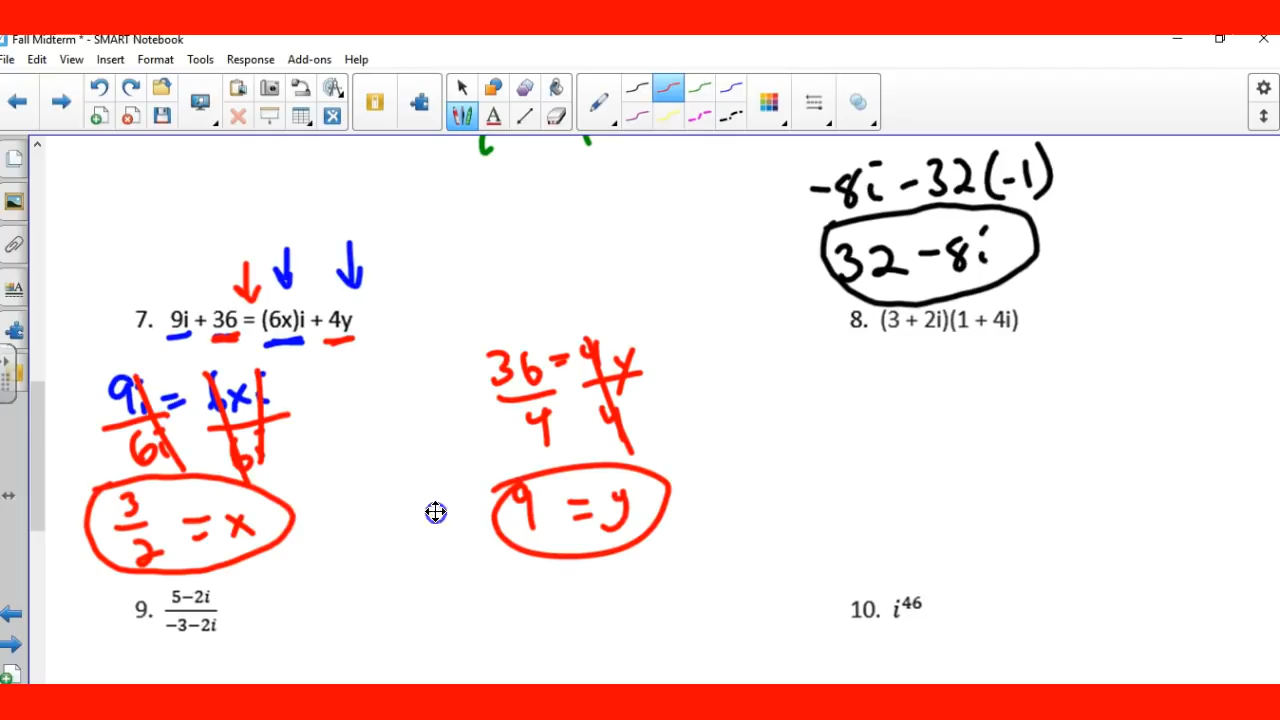 Fall Midterm * - SMART Notebook
File Edit View Insert Format Tools Response Add-ons Help
-8i - 32(-1)
32 - 8i
7. 9i + 36 = (6x)i + 4y
9i = 6xi
6i 6i
3/2 = x
36 = 4y
4 4
9 = y
8. (3 + 2i)(1 + 4i)
9. 5−2i
−3−2i
10. i⁴⁶